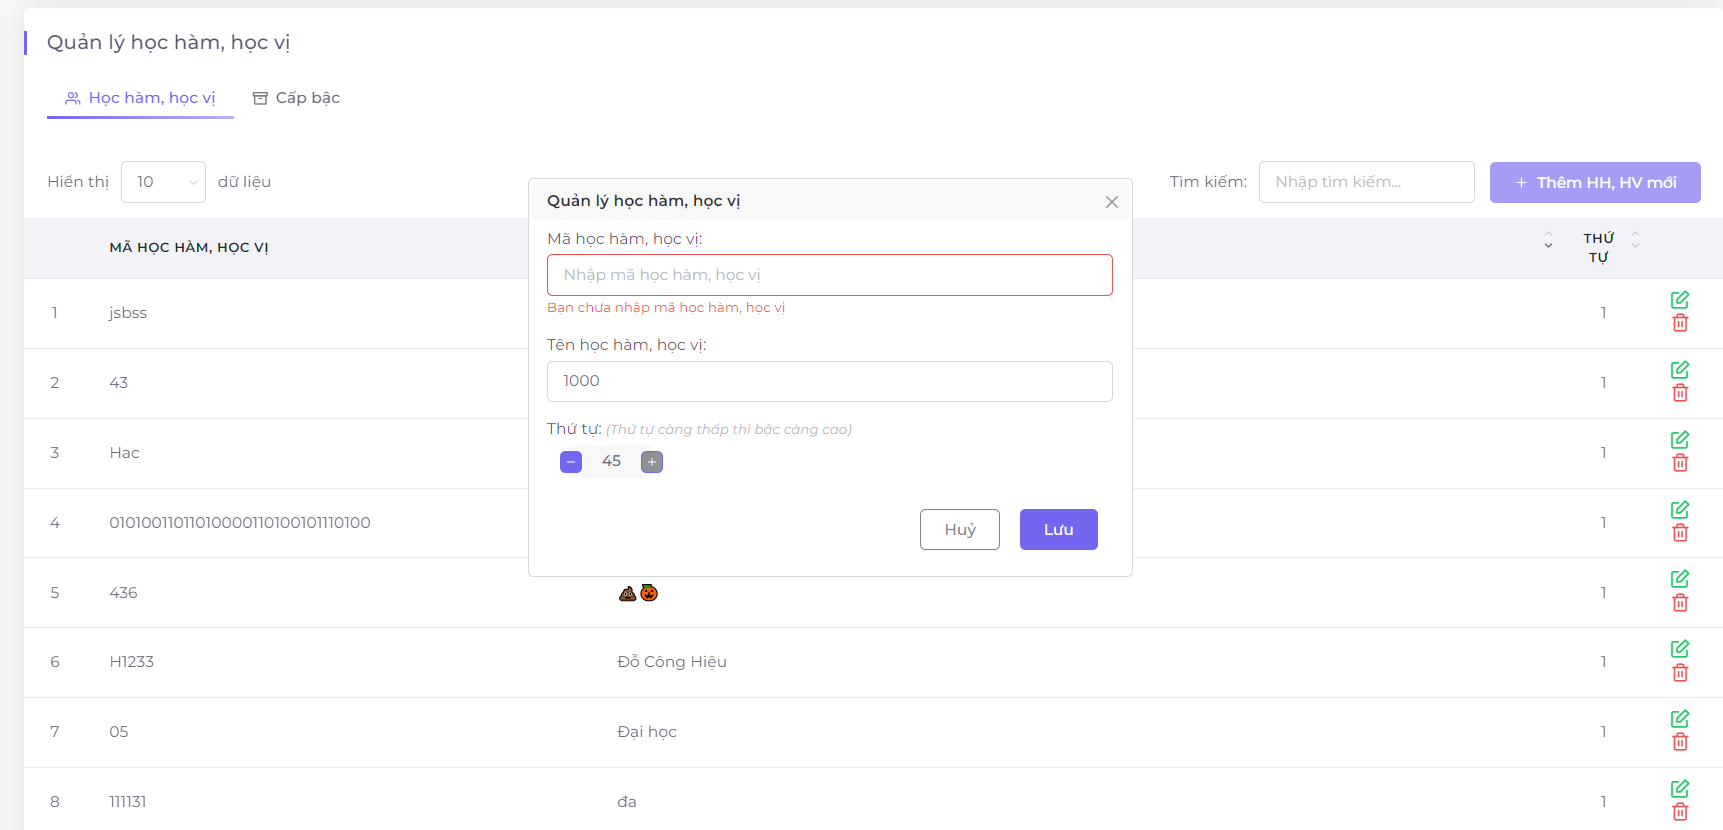 Quản lý học hàm, học vị
Học hàm, học vị
Cấp bậc
Hiển thị 10 dữ liệu
Tìm kiếm: Nhập tìm kiếm...
+ Thêm HH, HV mới
MÃ HỌC HÀM, HỌC VỊ
THỨ TỰ
1 jsbss 1
2 43 1
3 Hac 1
4 01010011011010000110100101110100 1
5 436 💩🎃 1
6 H1233 Đỗ Công Hiệu 1
7 05 Đại học 1
8 111131 đa 1
Quản lý học hàm, học vị
Mã học hàm, học vị:
Nhập mã học hàm, học vị
Bạn chưa nhập mã học hàm, học vị
Tên học hàm, học vị:
1000
Thứ tự: (Thứ tự càng thấp thì bậc càng cao)
- 45 +
Huỷ
Lưu